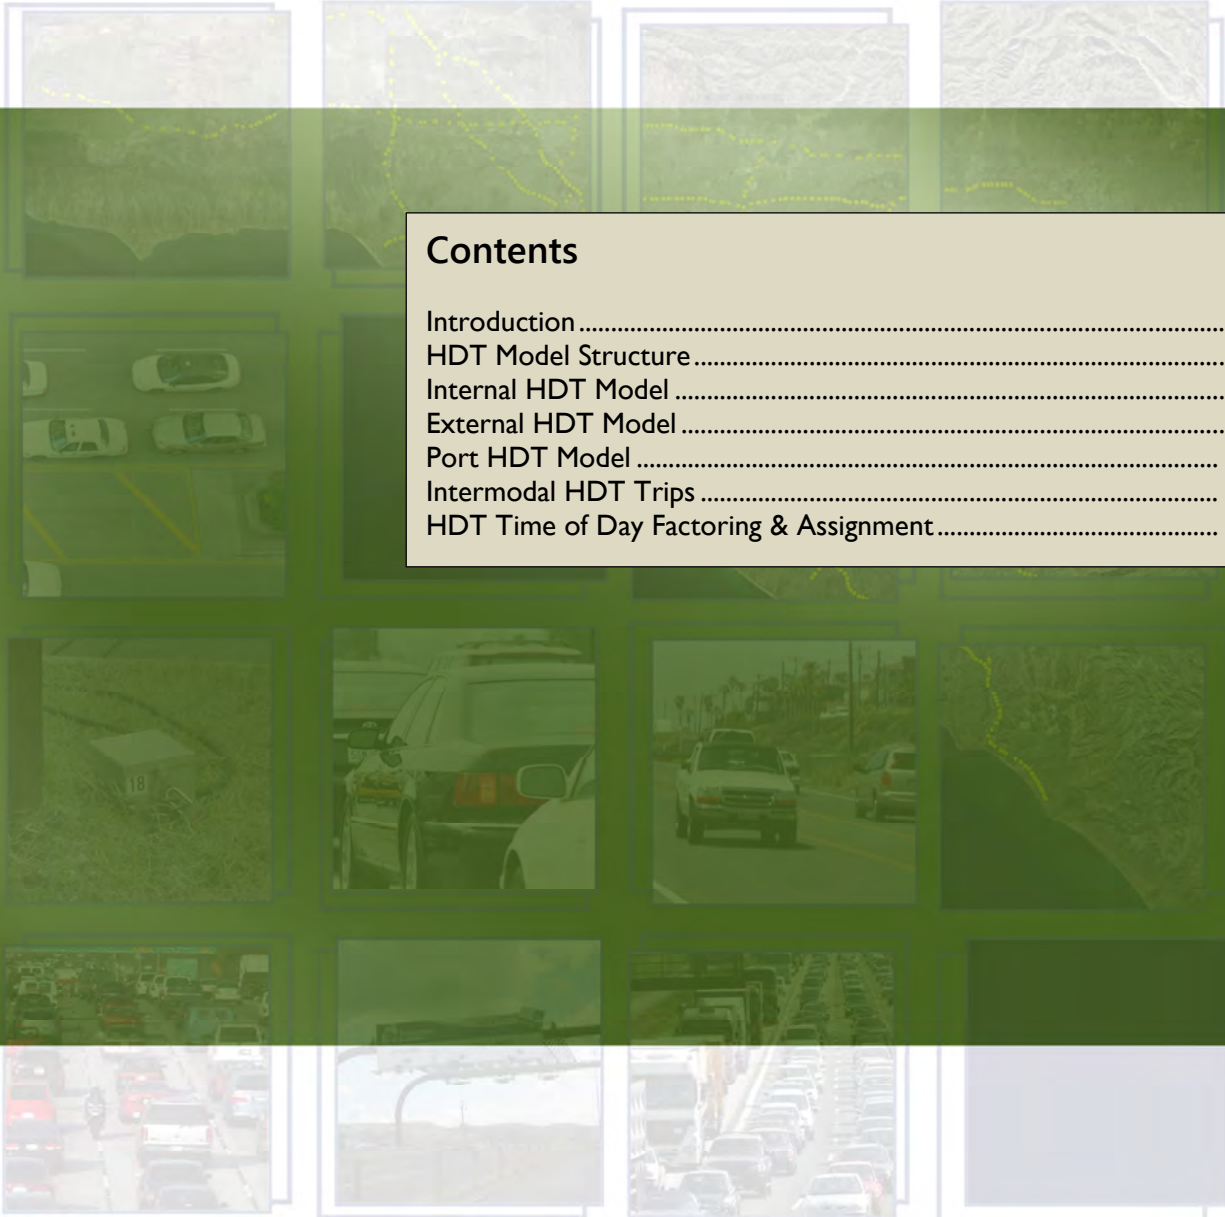 Contents
Introduction
HDT Model Structure
Internal HDT Model
External HDT Model
Port HDT Model
Intermodal HDT Trips
HDT Time of Day Factoring & Assignment
18